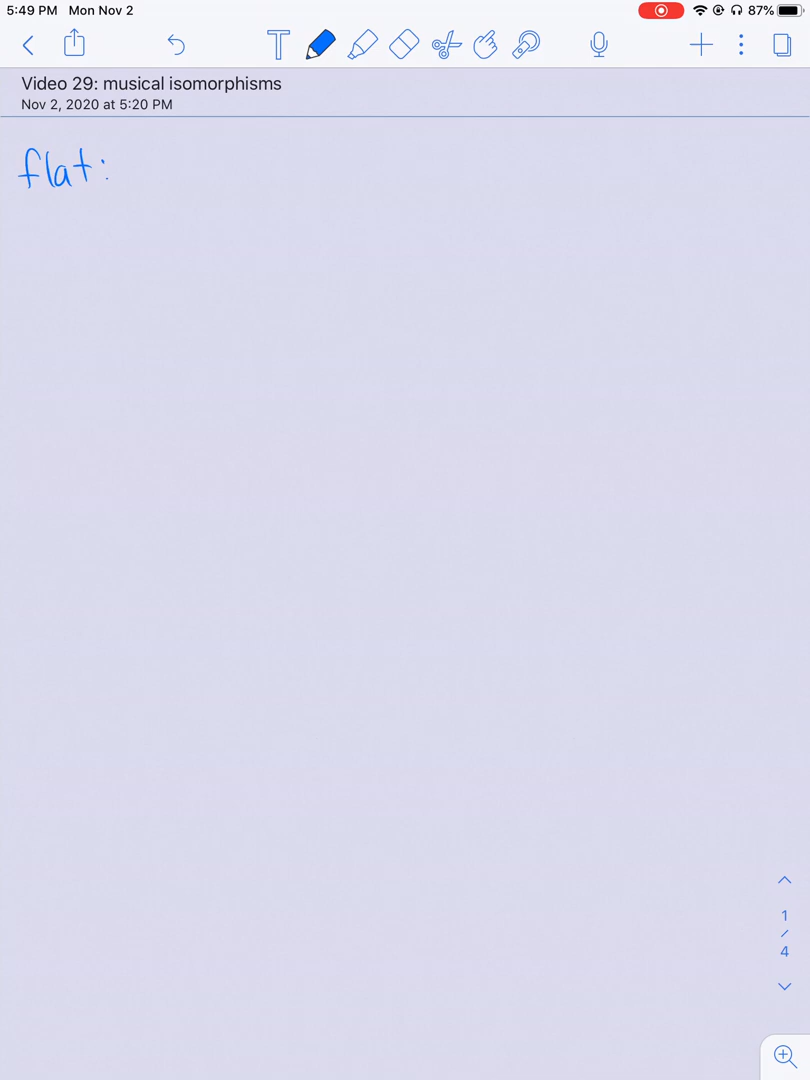 5:49 PM Mon Nov 2 87%
Video 29: musical isomorphisms
Nov 2, 2020 at 5:20 PM
flat:
1
/
4